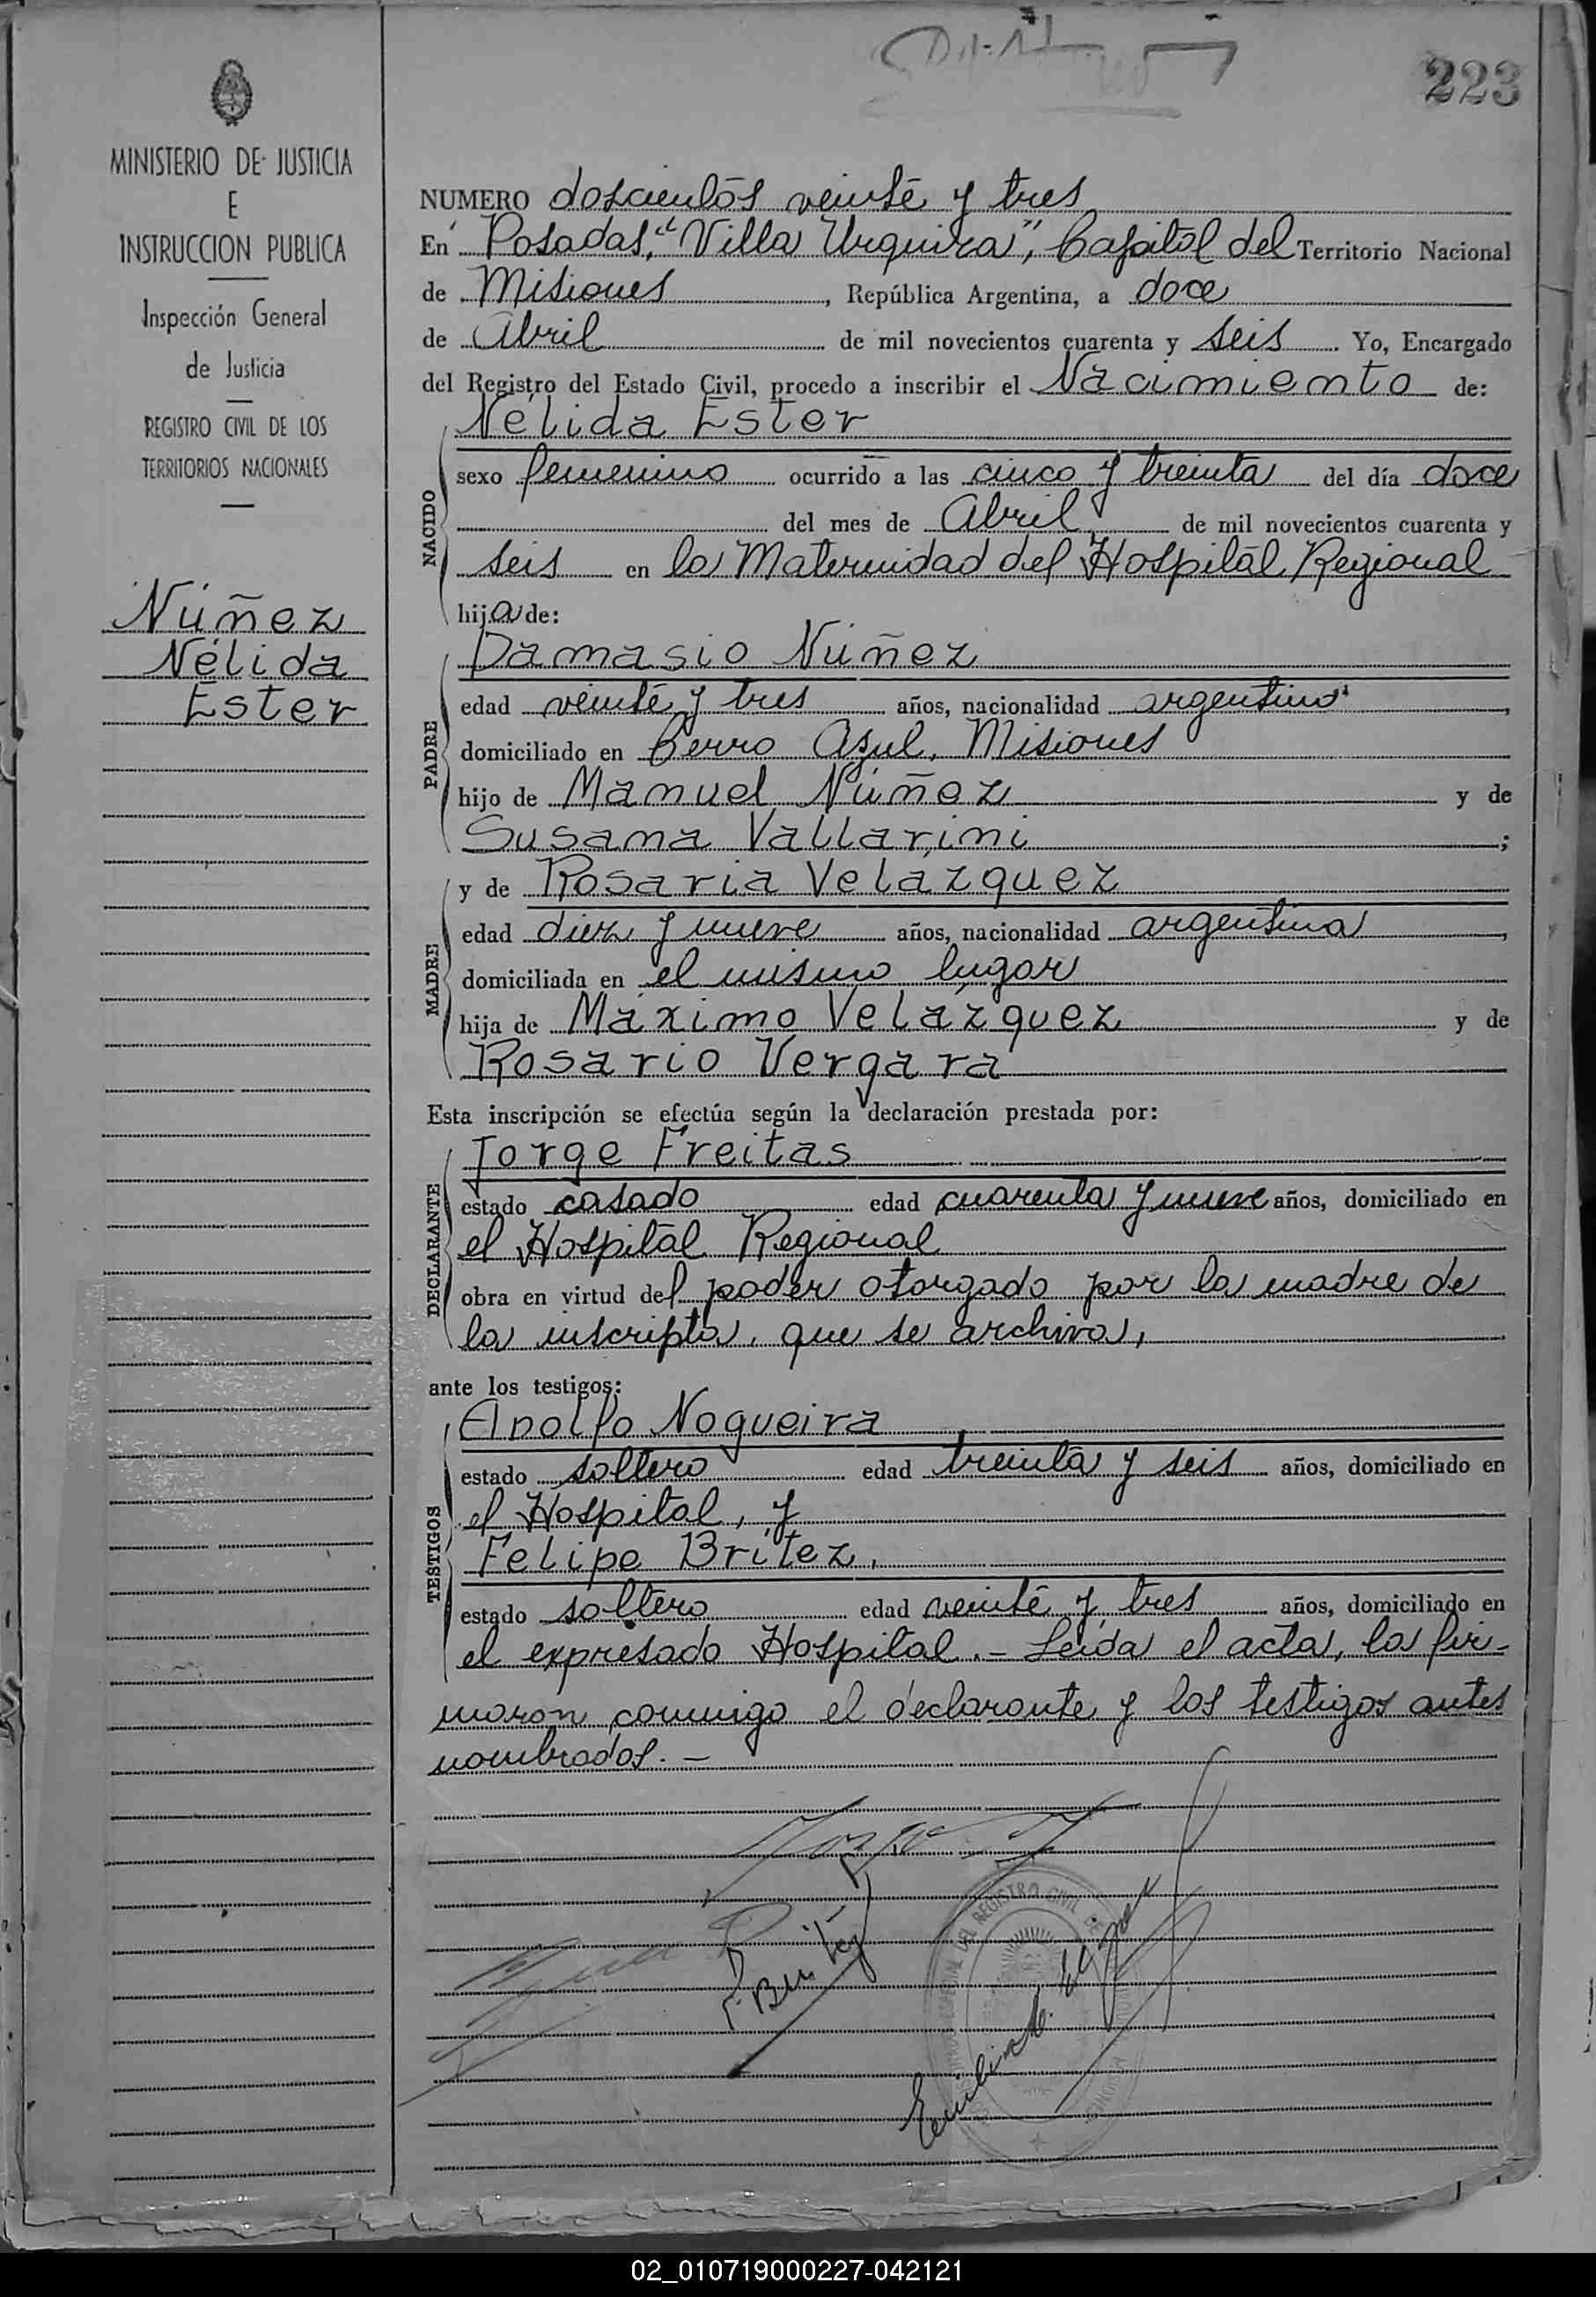 223
MINISTERIO DE JUSTICIA
E
INSTRUCCION PUBLICA
Inspección General
de Justicia
REGISTRO CIVIL DE LOS
TERRITORIOS NACIONALES
Núñez
Nélida
Ester
NUMERO doscientos veinte y tres
En Posadas, "Villa Urquiza", Capital del Territorio Nacional
de Misiones, República Argentina, a doce
de Abril de mil novecientos cuarenta y seis. Yo, Encargado
del Registro del Estado Civil, procedo a inscribir el Nacimiento de:
Nélida Ester
NACIDO
sexo femenino ocurrido a las cinco y treinta del día doce
del mes de Abril de mil novecientos cuarenta y
seis en la Maternidad del Hospital Regional
hija de:
Damasio Núñez
PADRE
edad veinte y tres años, nacionalidad argentino,
domiciliado en Cerro Azul, Misiones
hijo de Manuel Núñez y de
Susana Vallarini;
y de Rosaria Velázquez
MADRE
edad diez y nueve años, nacionalidad argentina,
domiciliada en el mismo lugar
hija de Máximo Velázquez y de
Rosario Vergara
Esta inscripción se efectúa según la declaración prestada por:
Jorge Freitas
DECLARANTE
estado casado edad cuarenta y nueve años, domiciliado en
el Hospital Regional
obra en virtud del poder otorgado por la madre de
la inscripta, que se archiva,
ante los testigos:
Adolfo Nogueira
TESTIGOS
estado soltero edad treinta y seis años, domiciliado en
el Hospital, y
Felipe Brítez,
estado soltero edad veinte y tres años, domiciliado en
el expresado Hospital.- Leída el acta, la fir-
maron conmigo el declarante y los testigos antes
nombrados.-
Jorge
F. Britez
DEL REGISTRO CIVIL
02_010719000227-042121